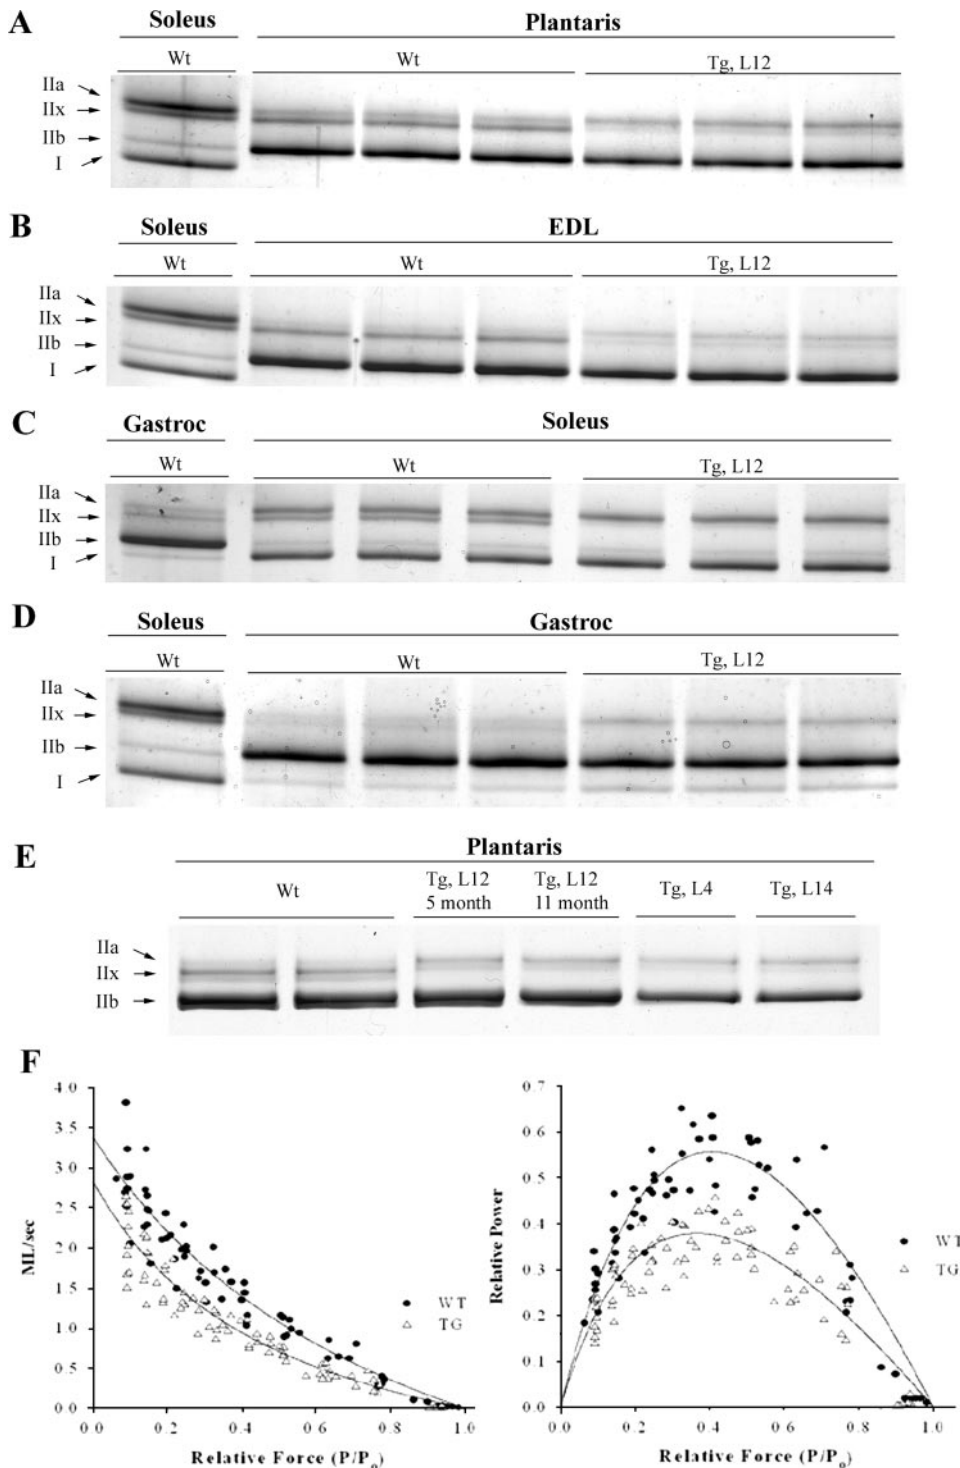 A
Soleus
Plantaris
Wt
Wt
Tg, L12
IIa
IIx
IIb
I
B
Soleus
EDL
Wt
Wt
Tg, L12
IIa
IIx
IIb
I
C
Gastroc
Soleus
Wt
Wt
Tg, L12
IIa
IIx
IIb
I
D
Soleus
Gastroc
Wt
Wt
Tg, L12
IIa
IIx
IIb
I
E
Plantaris
Wt
Tg, L12
5 month
Tg, L12
11 month
Tg, L4
Tg, L14
IIa
IIx
IIb
F
4.0
3.5
3.0
2.5
2.0
1.5
1.0
0.5
0.0
ML/sec
0.0 0.2 0.4 0.6 0.8 1.0
Relative Force (P/Po)
WT
TG
0.7
0.6
0.5
0.4
0.3
0.2
0.1
0.0
Relative Power
0.0 0.2 0.4 0.6 0.8 1.0
Relative Force (P/Po)
WT
TG